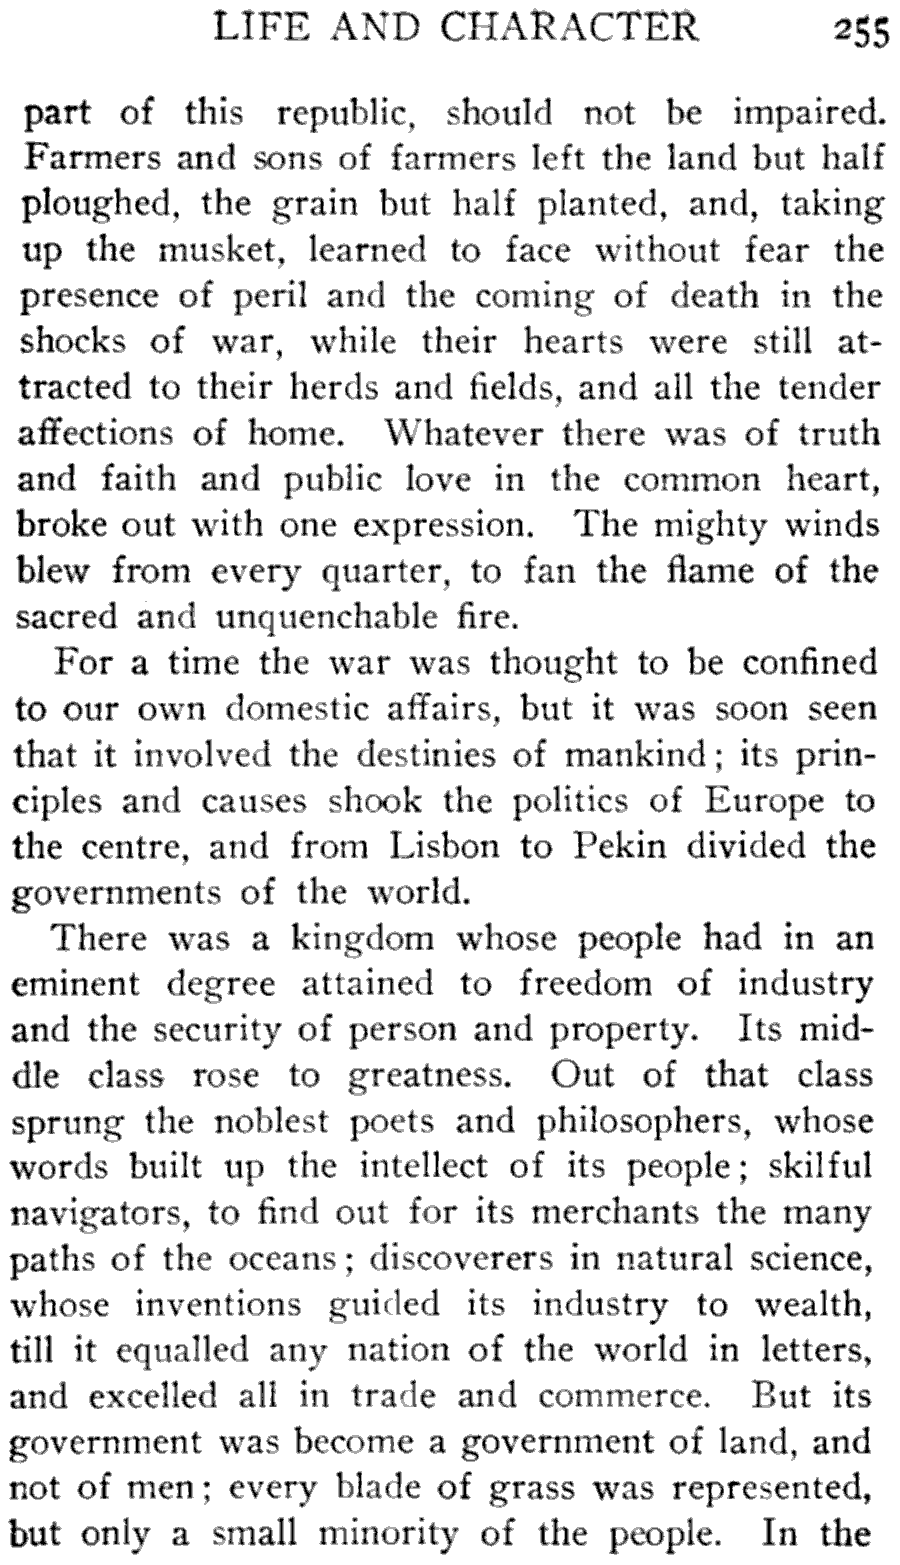 LIFE AND CHARACTER 255
part of this republic, should not be impaired.
Farmers and sons of farmers left the land but half
ploughed, the grain but half planted, and, taking
up the musket, learned to face without fear the
presence of peril and the coming of death in the
shocks of war, while their hearts were still at-
tracted to their herds and fields, and all the tender
affections of home. Whatever there was of truth
and faith and public love in the common heart,
broke out with one expression. The mighty winds
blew from every quarter, to fan the flame of the
sacred and unquenchable fire.
For a time the war was thought to be confined
to our own domestic affairs, but it was soon seen
that it involved the destinies of mankind; its prin-
ciples and causes shook the politics of Europe to
the centre, and from Lisbon to Pekin divided the
governments of the world.
There was a kingdom whose people had in an
eminent degree attained to freedom of industry
and the security of person and property. Its mid-
dle class rose to greatness. Out of that class
sprung the noblest poets and philosophers, whose
words built up the intellect of its people; skilful
navigators, to find out for its merchants the many
paths of the oceans; discoverers in natural science,
whose inventions guided its industry to wealth,
till it equalled any nation of the world in letters,
and excelled all in trade and commerce. But its
government was become a government of land, and
not of men; every blade of grass was represented,
but only a small minority of the people. In the